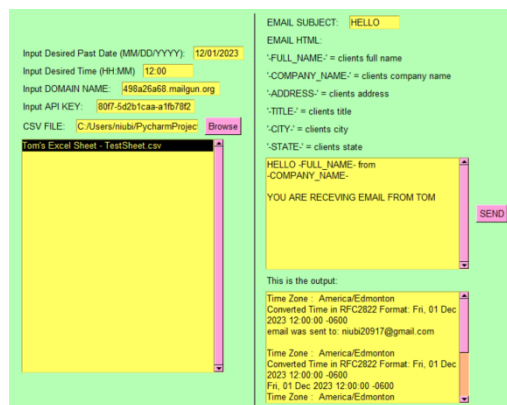 Input Desired Past Date (MM/DD/YYYY): 12/01/2023
Input Desired Time (HH:MM) 12:00
Input DOMAIN NAME: 498a26a68.mailgun.org
Input API KEY: 80f7-5d2b1caa-a1fb78f2
CSV FILE: C:/Users/niubi/PycharmProjec Browse
Tom's Excel Sheet - TestSheet.csv
EMAIL SUBJECT: HELLO
EMAIL HTML:
'-FULL_NAME-' = clients full name
'-COMPANY_NAME-' = clients company name
'-ADDRESS-' = clients address
'-TITLE-' = clients title
'-CITY-' = clients city
'-STATE-' = clients state
HELLO -FULL_NAME- from
-COMPANY_NAME-
YOU ARE RECEVING EMAIL FROM TOM
SEND
This is the output:
Time Zone : America/Edmonton
Converted Time in RFC2822 Format: Fri, 01 Dec
2023 12:00:00 -0600
email was sent to: niubi20917@gmail.com
Time Zone : America/Edmonton
Converted Time in RFC2822 Format: Fri, 01 Dec
2023 12:00:00 -0600
Fri, 01 Dec 2023 12:00:00 -0600
Time Zone : America/Edmonton